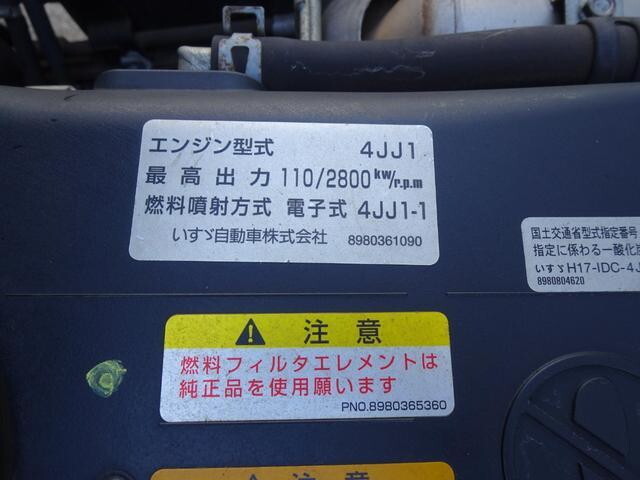 エンジン型式 4JJ1
最高出力 110/2800kw/r.p.m
燃料噴射方式 電子式 4JJ1-1
いすゞ自動車株式会社 8980361090
国土交通省型式指定番号
指定に係わる一酸化炭
いすゞH17-IDC-4J
8980804620
注意
燃料フィルタエレメントは
純正品を使用願います
PNO.8980365360
注意